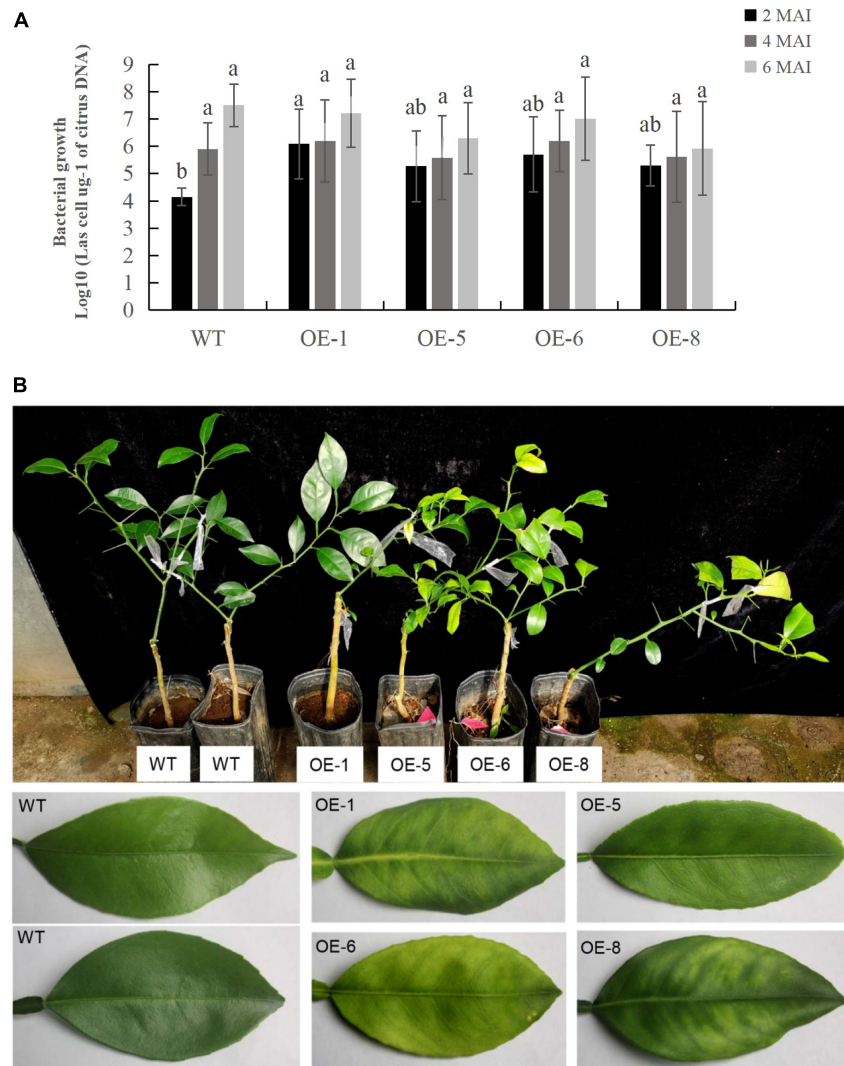 A
2 MAI
4 MAI
6 MAI
Bacterial growth
Log10 (Las cell ug-1 of citrus DNA)
9
8
7
6
5
4
3
2
1
0
b a a
a a a
ab a a
ab a a
ab a a
WT OE-1 OE-5 OE-6 OE-8
B
WT WT OE-1 OE-5 OE-6 OE-8
WT OE-1 OE-5
WT OE-6 OE-8